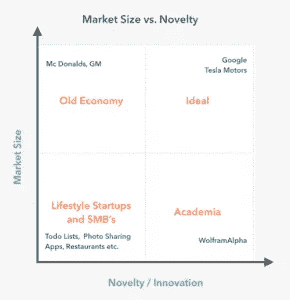 Market Size vs. Novelty
Mc Donalds, GM
Google
Tesla Motors
Old Economy
Ideal
Market Size
Lifestyle Startups
and SMB's
Academia
Todo Lists, Photo Sharing
Apps, Restaurants etc.
WolframAlpha
Novelty / Innovation